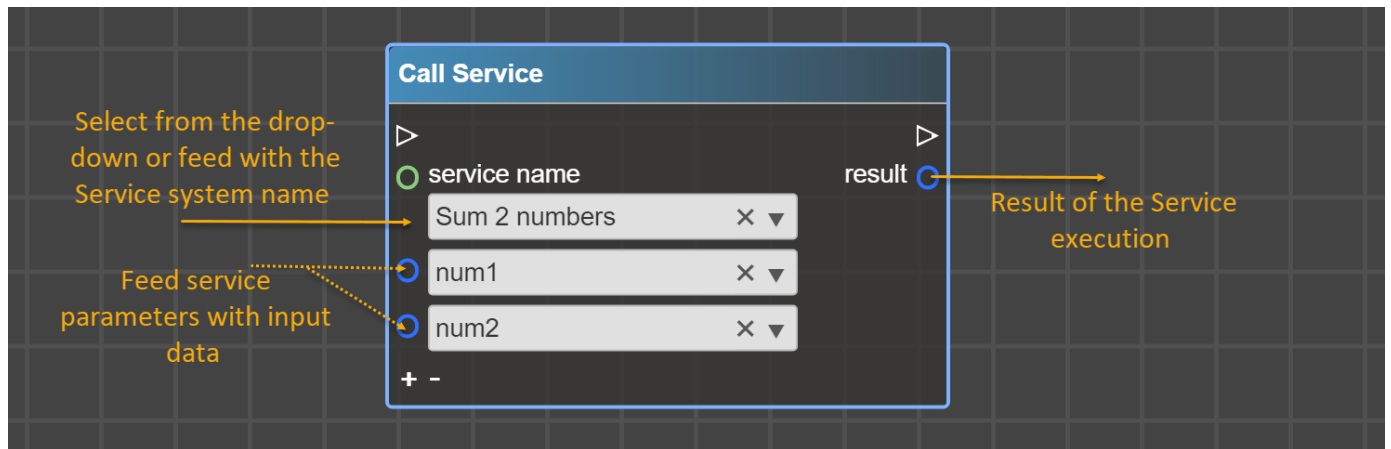 Call Service
Select from the drop-
down or feed with the
Service system name
service name
result
Sum 2 numbers
Result of the Service
execution
num1
Feed service
parameters with input
data
num2
+ -